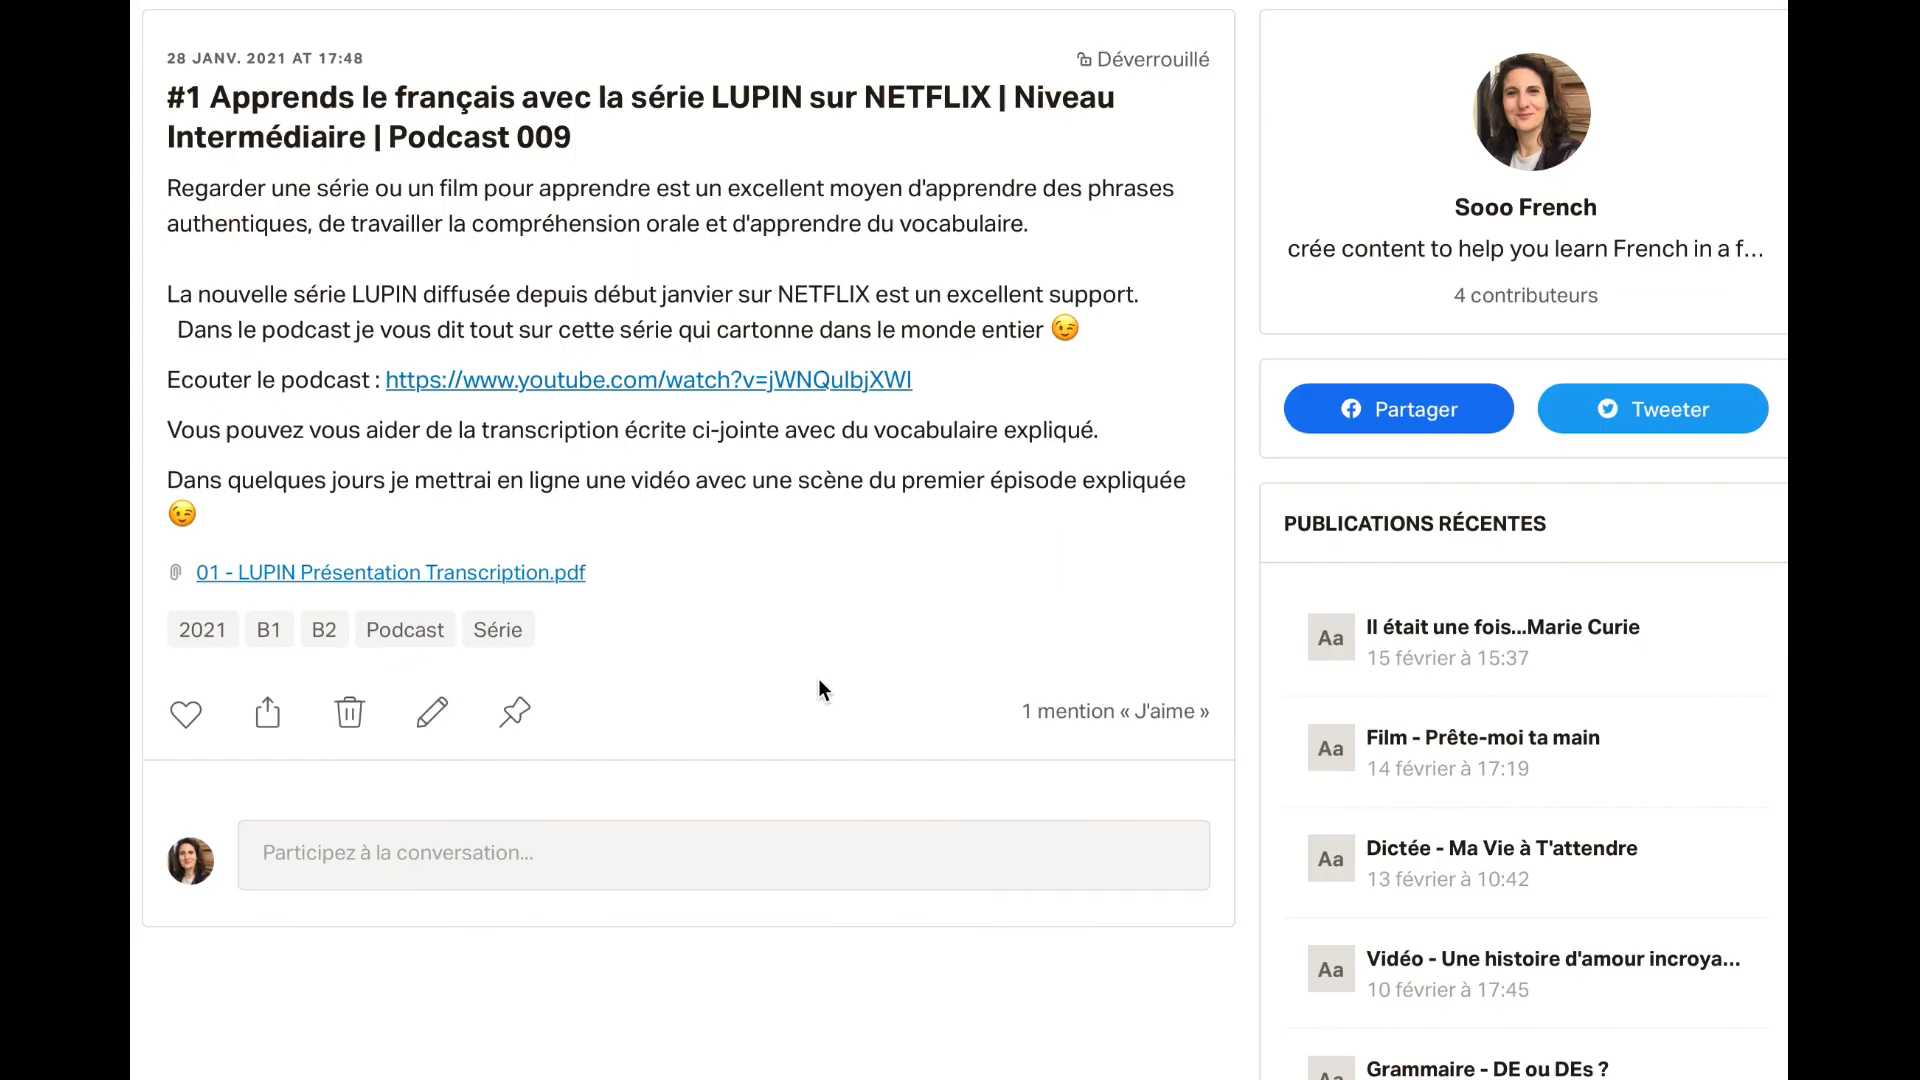 28 JANV. 2021 AT 17:48
Déverrouillé
#1 Apprends le français avec la série LUPIN sur NETFLIX | Niveau
Intermédiaire | Podcast 009
Regarder une série ou un film pour apprendre est un excellent moyen d'apprendre des phrases
authentiques, de travailler la compréhension orale et d'apprendre du vocabulaire.
La nouvelle série LUPIN diffusée depuis début janvier sur NETFLIX est un excellent support.
Dans le podcast je vous dit tout sur cette série qui cartonne dans le monde entier 😉
Ecouter le podcast : https://www.youtube.com/watch?v=jWNQuIbjXWI
Vous pouvez vous aider de la transcription écrite ci-jointe avec du vocabulaire expliqué.
Dans quelques jours je mettrai en ligne une vidéo avec une scène du premier épisode expliquée
😉
01 - LUPIN Présentation Transcription.pdf
2021 B1 B2 Podcast Série
1 mention « J'aime »
Participez à la conversation...
Sooo French
crée content to help you learn French in a f...
4 contributeurs
Partager Tweeter
PUBLICATIONS RÉCENTES
Aa
Il était une fois...Marie Curie
15 février à 15:37
Aa
Film - Prête-moi ta main
14 février à 17:19
Aa
Dictée - Ma Vie à T'attendre
13 février à 10:42
Aa
Vidéo - Une histoire d'amour incroya...
10 février à 17:45
Aa
Grammaire - DE ou DEs ?